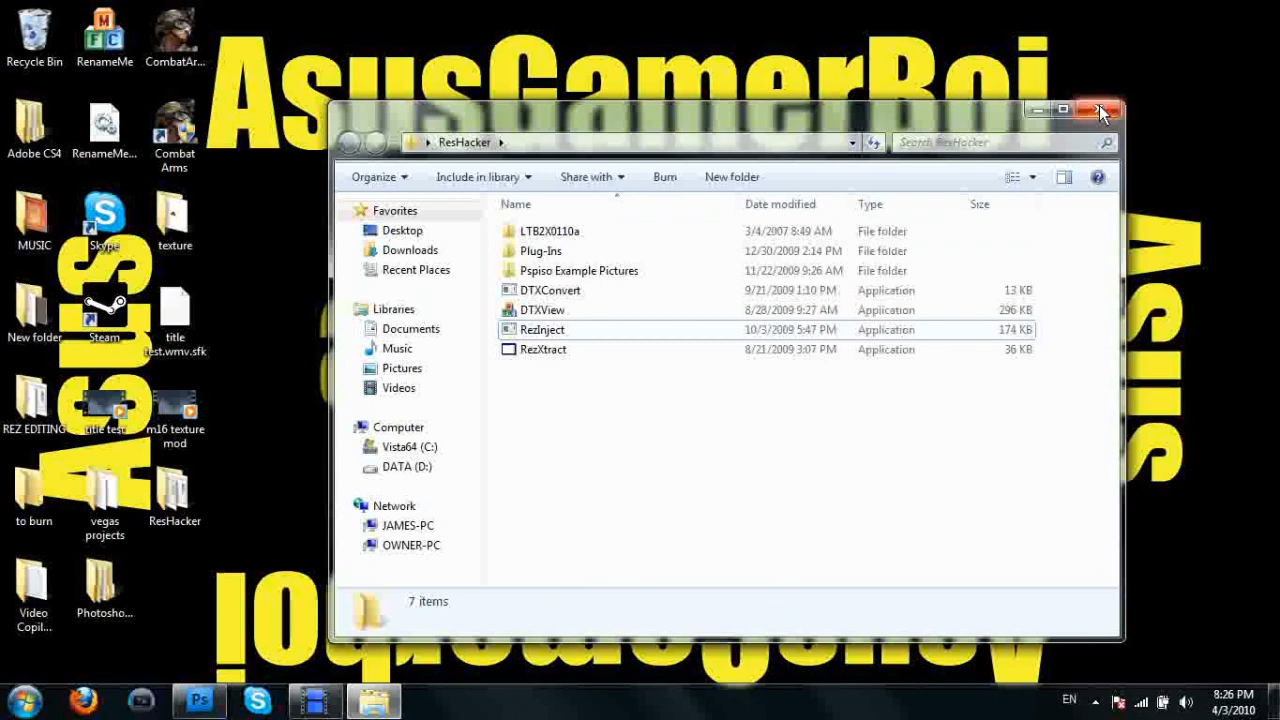 AsusGamerBoi
Recycle Bin
RenameMe
CombatAr...
Adobe CS4
RenameMe...
Combat
Arms
MUSIC
Skype
texture
New folder
Steam
title
test.wmv.sfk
REZ EDITING
title test
m16 texture
mod
to burn
vegas
projects
ResHacker
Video
Copil...
Photosho...
Asus
ResHacker
Search ResHacker
Organize
Include in library
Share with
Burn
New folder
Name
Date modified
Type
Size
Favorites
Desktop
Downloads
Recent Places
Libraries
Documents
Music
Pictures
Videos
Computer
Vista64 (C:)
DATA (D:)
Network
JAMES-PC
OWNER-PC
LTB2X0110a 3/4/2007 8:49 AM File folder
Plug-Ins 12/30/2009 2:14 PM File folder
Pspiso Example Pictures 11/22/2009 9:26 AM File folder
DTXConvert 9/21/2009 1:10 PM Application 13 KB
DTXView 8/28/2009 9:27 AM Application 296 KB
RezInject 10/3/2009 5:47 PM Application 174 KB
RezXtract 8/21/2009 3:07 PM Application 36 KB
7 items
Asus
AsusGamerBoi
Ps
EN
8:26 PM
4/3/2010